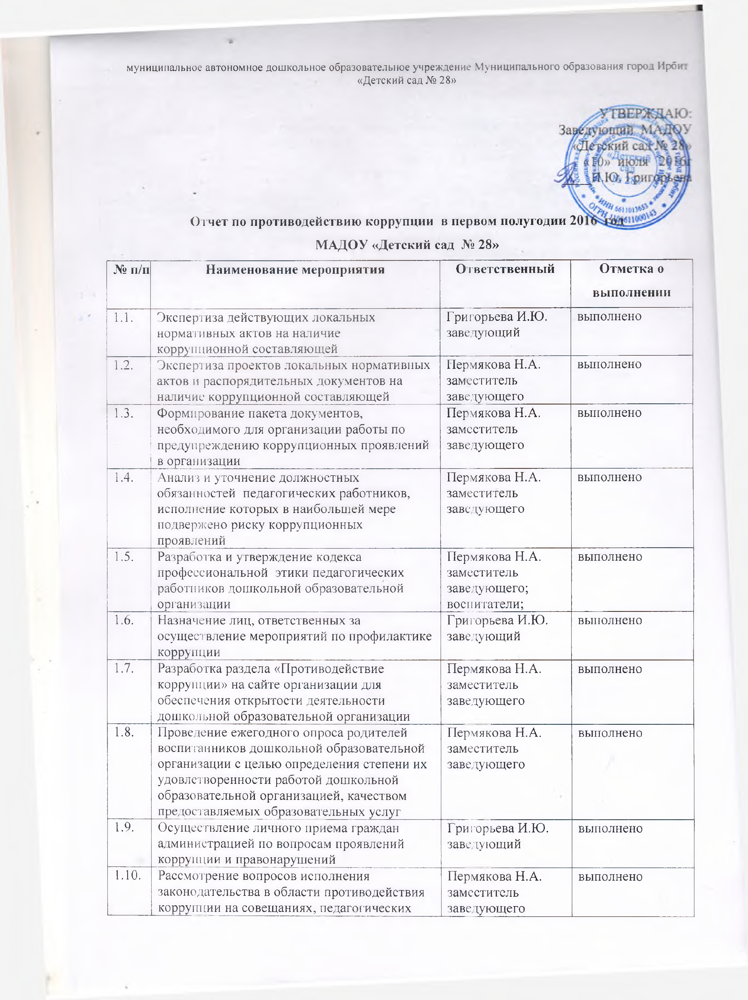 муниципальное автономное дошкольное образовательное учреждение Муниципального образования город Ирбит
«Детский сад № 28»
УТВЕРЖДАЮ:
Заведующий МАДОУ
«Детский сад № 28»
«10» июля 2016г
И.Ю. Григорьева
«Детский
сад
№ 28»
ИНН 6611013653
ОГРН 1106611000143
Отчет по противодействию коррупции в первом полугодии 2016 год
МАДОУ «Детский сад № 28»
№ п/п Наименование мероприятия Ответственный Отметка о
выполнении
1.1. Экспертиза действующих локальных Григорьева И.Ю. выполнено
нормативных актов на наличие заведующий
коррупционной составляющей
1.2. Экспертиза проектов локальных нормативных Пермякова Н.А. выполнено
актов и распорядительных документов на заместитель
наличие коррупционной составляющей заведующего
1.3. Формирование пакета документов, Пермякова Н.А. выполнено
необходимого для организации работы по заместитель
предупреждению коррупционных проявлений заведующего
в организации
1.4. Анализ и уточнение должностных Пермякова Н.А. выполнено
обязанностей педагогических работников, заместитель
исполнение которых в наибольшей мере заведующего
подвержено риску коррупционных
проявлений
1.5. Разработка и утверждение кодекса Пермякова Н.А. выполнено
профессиональной этики педагогических заместитель
работников дошкольной образовательной заведующего;
организации воспитатели;
1.6. Назначение лиц, ответственных за Григорьева И.Ю. выполнено
осуществление мероприятий по профилактике заведующий
коррупции
1.7. Разработка раздела «Противодействие Пермякова Н.А. выполнено
коррупции» на сайте организации для заместитель
обеспечения открытости деятельности заведующего
дошкольной образовательной организации
1.8. Проведение ежегодного опроса родителей Пермякова Н.А. выполнено
воспитанников дошкольной образовательной заместитель
организации с целью определения степени их заведующего
удовлетворенности работой дошкольной
образовательной организацией, качеством
предоставляемых образовательных услуг
1.9. Осуществление личного приема граждан Григорьева И.Ю. выполнено
администрацией по вопросам проявлений заведующий
коррупции и правонарушений
1.10. Рассмотрение вопросов исполнения Пермякова Н.А. выполнено
законодательства в области противодействия заместитель
коррупции на совещаниях, педагогических заведующего